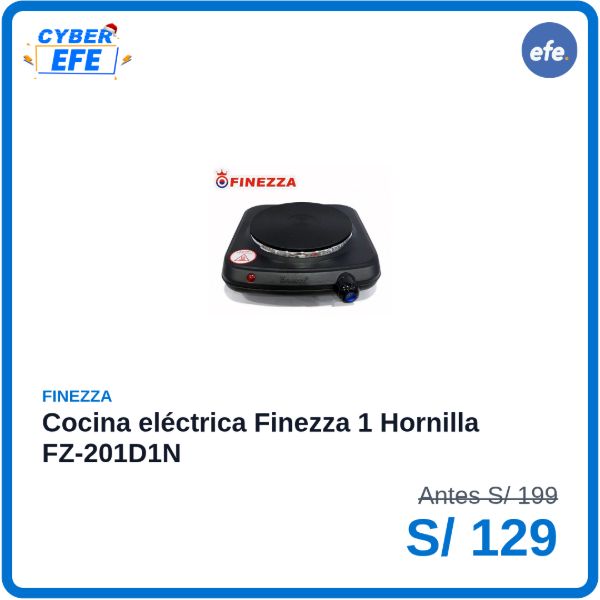 CYBER
EFE
efe.
FINEZZA
FINEZZA
Cocina eléctrica Finezza 1 Hornilla
FZ-201D1N
Antes S/ 199
S/ 129